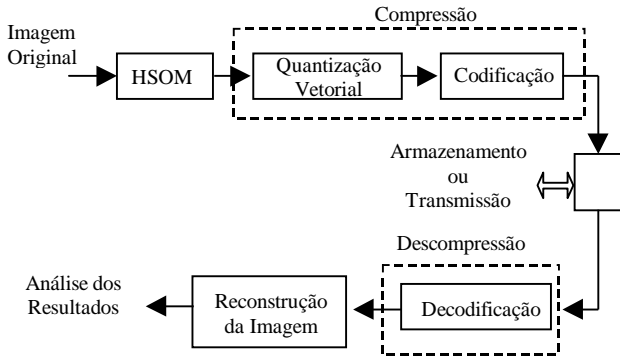 Compressão
Imagem
Original
HSOM
Quantização
Vetorial
Codificação
Armazenamento
ou
Transmissão
Descompressão
Análise dos
Resultados
Reconstrução
da Imagem
Decodificação